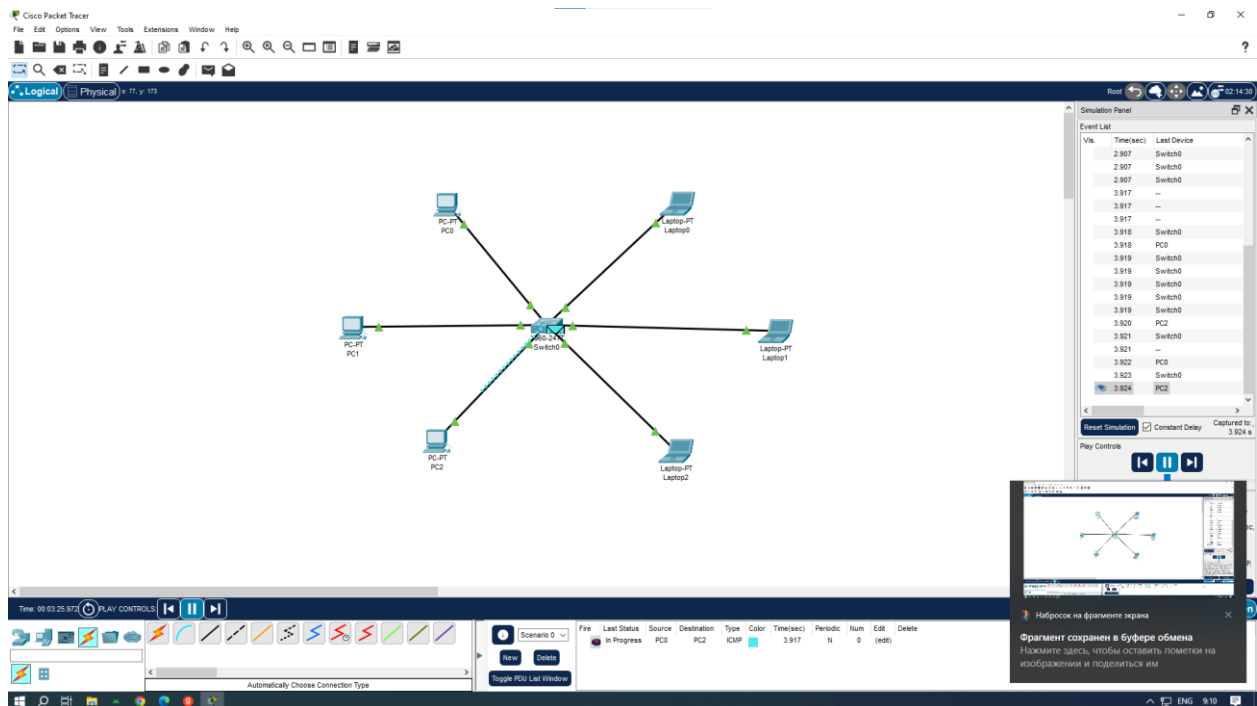 Cisco Packet Tracer
File Edit Options View Tools Extensions Window Help
?
Logical Physical x: 77, y: 173
Root 02:14:30
Simulation Panel
Event List
Vis. Time(sec) Last Device
2.907 Switch0
2.907 Switch0
2.907 Switch0
3.917 --
3.917 --
3.917 --
3.918 Switch0
3.918 PC0
3.919 Switch0
3.919 Switch0
3.919 Switch0
3.919 Switch0
3.919 Switch0
3.920 PC2
3.921 Switch0
3.921 --
3.922 PC0
3.923 Switch0
3.924 PC2
Reset Simulation Constant Delay Captured to:
3.924 s
Play Controls
PC-PT
PC0
Laptop-PT
Laptop0
PC-PT
PC1
Switch0
Laptop-PT
Laptop1
PC-PT
PC2
Laptop-PT
Laptop2
Time: 00:03:25.972 PLAY CONTROLS:
Scenario 0
New Delete
Toggle PDU List Window
Fire Last Status Source Destination Type Color Time(sec) Periodic Num Edit Delete
In Progress PC0 PC2 ICMP 3.917 N 0 (edit)
Automatically Choose Connection Type
Набросок на фрагменте экрана
Фрагмент сохранен в буфере обмена
Нажмите здесь, чтобы оставить пометки на
изображении и поделиться им
ENG 9:10